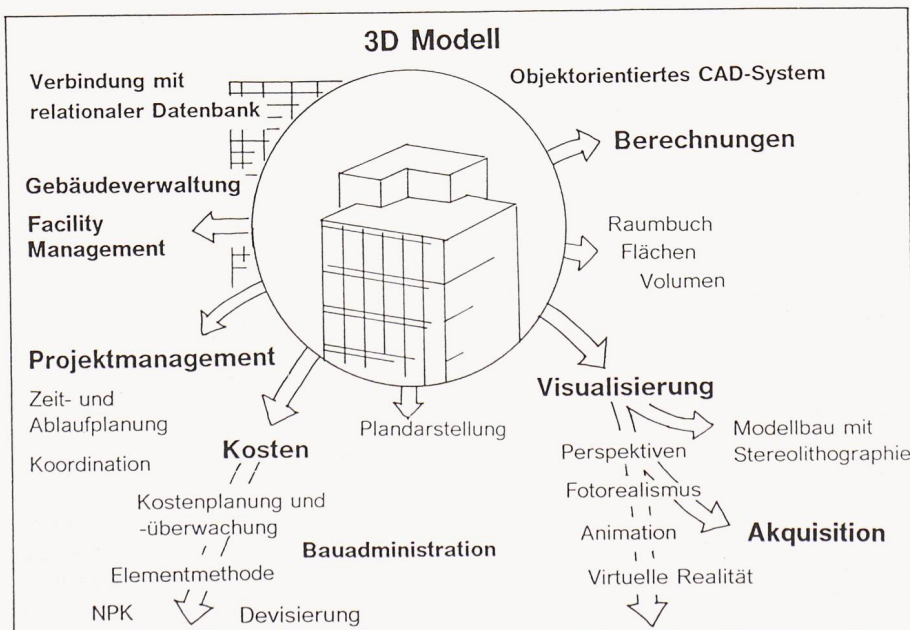 3D Modell
Verbindung mit
relationaler Datenbank
Objektorientiertes CAD-System
Berechnungen
Gebäudeverwaltung
Facility
Management
Raumbuch
Flächen
Volumen
Projektmanagement
Zeit- und
Ablaufplanung
Koordination
Kosten
Kostenplanung und
-überwachung
Bauadministration
Elementmethode
NPK
Devisierung
Plandarstellung
Visualisierung
Modellbau mit
Stereolithographie
Perspektiven
Fotorealismus
Animation
Akquisition
Virtuelle Realität